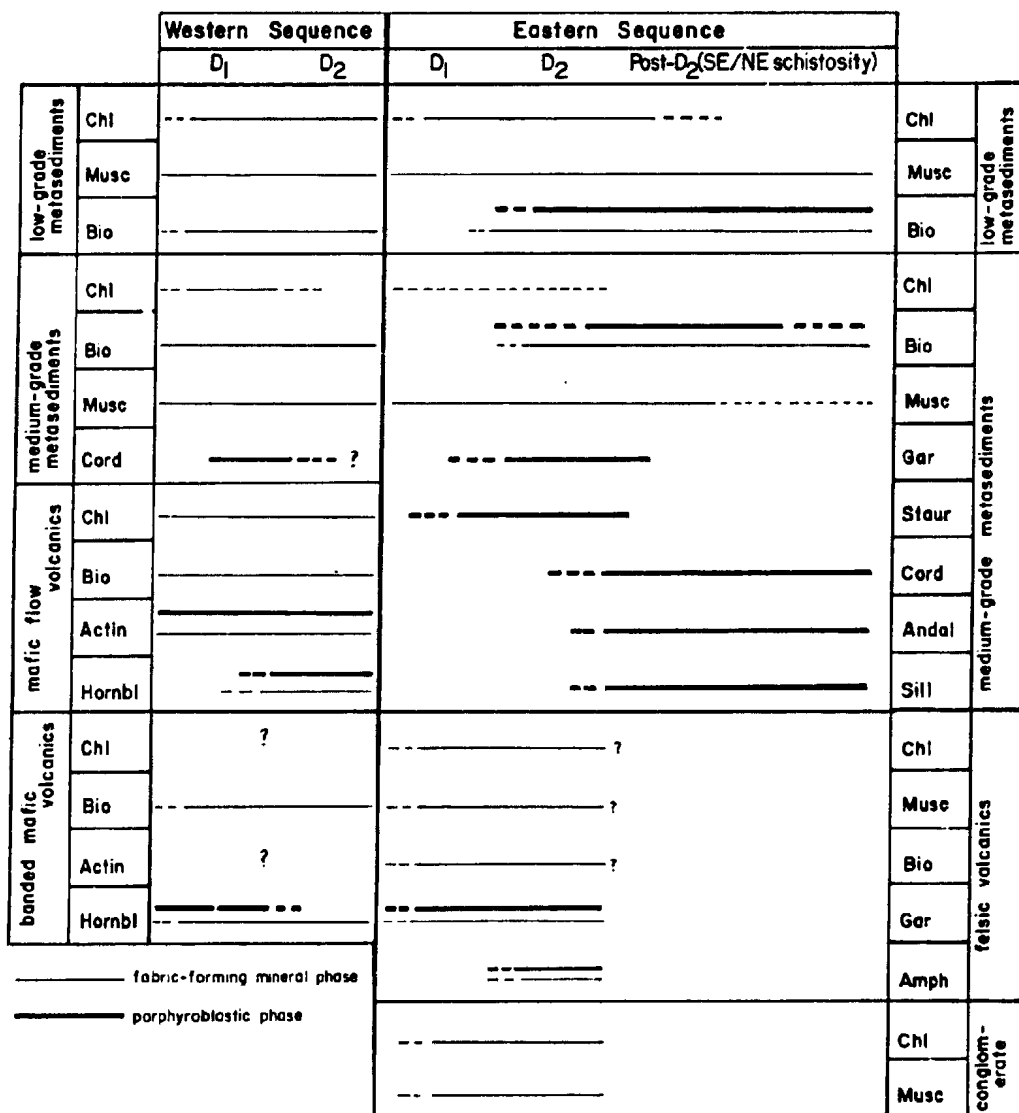 Western Sequence
Eastern Sequence
D1 D2
D1 D2 Post-D2(SE/NE schistosity)
low-grade metasediments
Chl
Musc
Bio
medium-grade metasediments
Chl
Bio
Musc
Cord ?
mafic flow volcanics
Chl
Bio
Actin
Hornbl
banded mafic volcanics
Chl ?
Bio
Actin ?
Hornbl
Chl
Musc
Bio
low-grade metasediments
Chl
Bio
Musc
Gar
Staur
Cord
Andal
Sill
medium-grade metasediments
? Chl
? Musc
? Bio
Gar
Amph
felsic valcanics
Chl
Musc
conglom-
erate
fabric-forming mineral phase
porphyroblastic phase